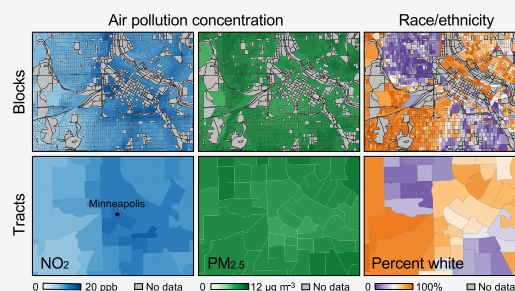 Air pollution concentration
Race/ethnicity
Blocks
Tracts
Minneapolis
NO₂
PM₂.₅
Percent white
0 20 ppb No data
0 12 µg m⁻³ No data
0 100% No data